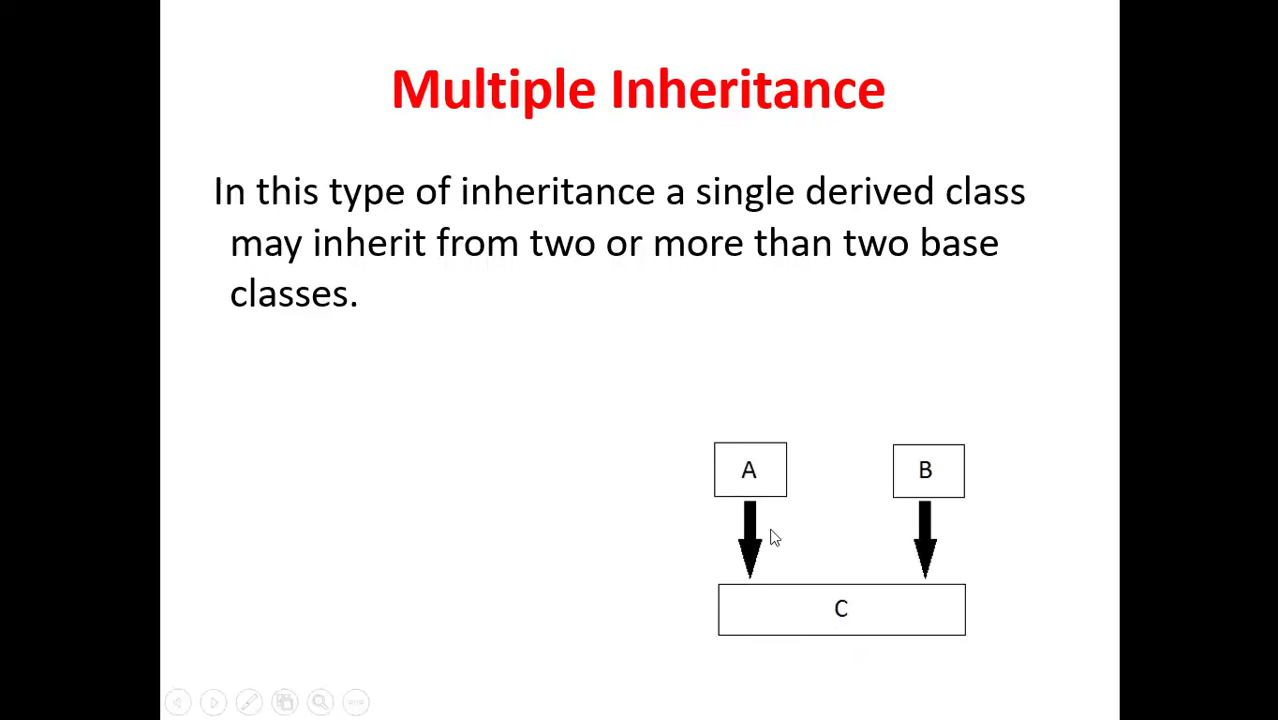 Multiple Inheritance
In this type of inheritance a single derived class
may inherit from two or more than two base
classes.
A B
C